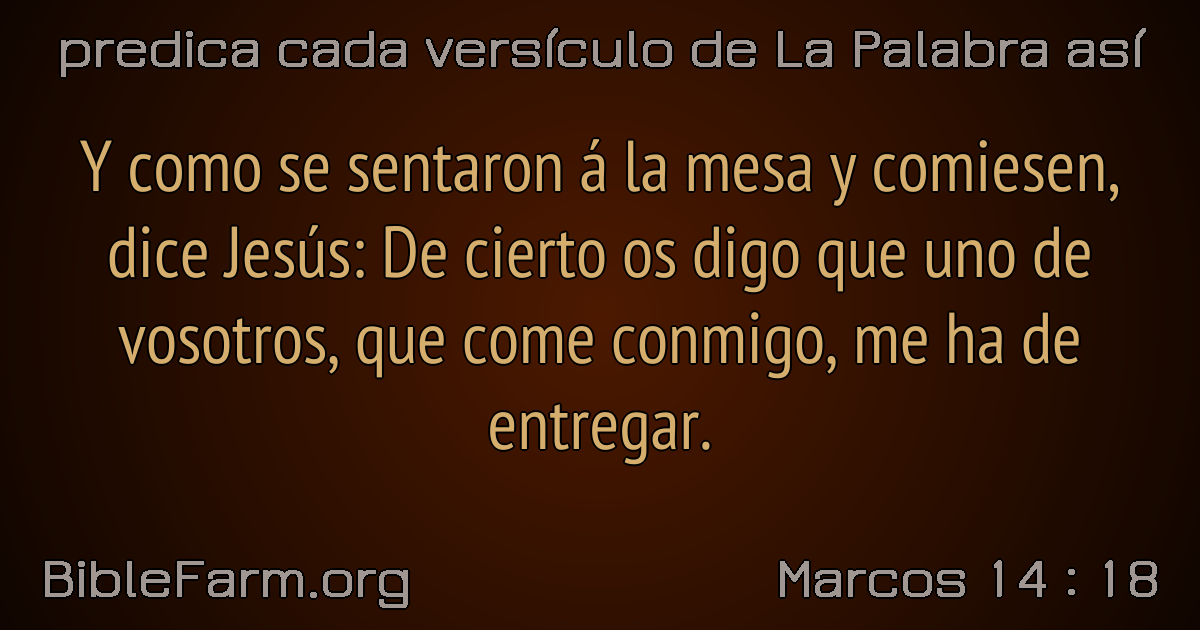 predica cada versículo de La Palabra así
Y como se sentaron á la mesa y comiesen,
dice Jesús: De cierto os digo que uno de
vosotros, que come conmigo, me ha de
entregar.
BibleFarm.org
Marcos 14 : 18